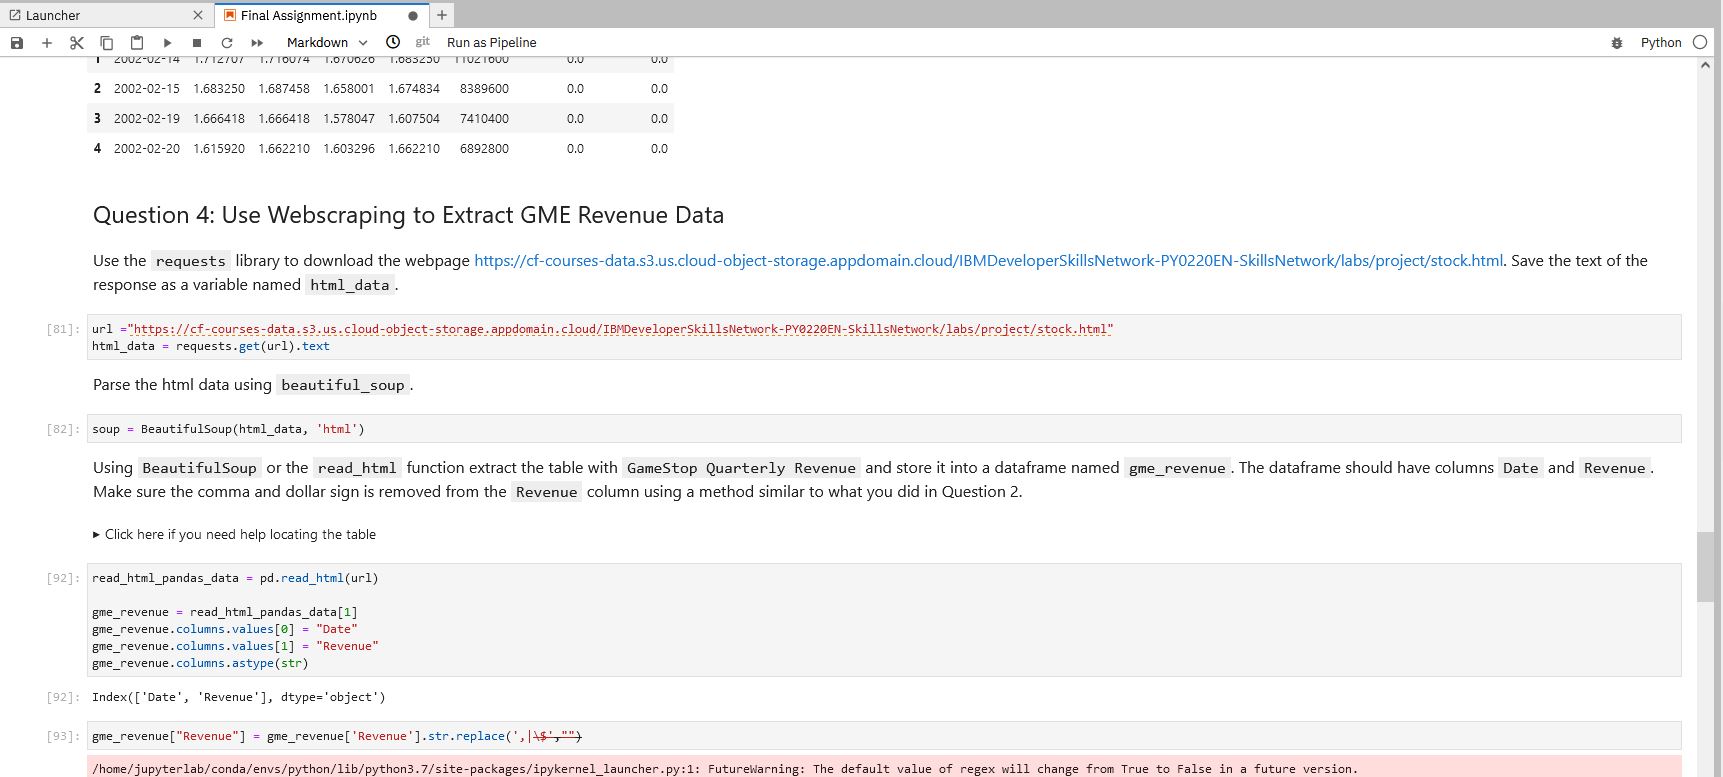 Launcher
Final Assignment.ipynb
Markdown git Run as Pipeline Python
1 2002-02-14 1.712707 1.716074 1.670626 1.683250 11021600 0.0 0.0
2 2002-02-15 1.683250 1.687458 1.658001 1.674834 8389600 0.0 0.0
3 2002-02-19 1.666418 1.666418 1.578047 1.607504 7410400 0.0 0.0
4 2002-02-20 1.615920 1.662210 1.603296 1.662210 6892800 0.0 0.0
Question 4: Use Webscraping to Extract GME Revenue Data
Use the requests library to download the webpage https://cf-courses-data.s3.us.cloud-object-storage.appdomain.cloud/IBMDeveloperSkillsNetwork-PY0220EN-SkillsNetwork/labs/project/stock.html. Save the text of the
response as a variable named html_data.
[81]: url ="https://cf-courses-data.s3.us.cloud-object-storage.appdomain.cloud/IBMDeveloperSkillsNetwork-PY0220EN-SkillsNetwork/labs/project/stock.html"
html_data = requests.get(url).text
Parse the html data using beautiful_soup.
[82]: soup = BeautifulSoup(html_data, 'html')
Using BeautifulSoup or the read_html function extract the table with GameStop Quarterly Revenue and store it into a dataframe named gme_revenue. The dataframe should have columns Date and Revenue.
Make sure the comma and dollar sign is removed from the Revenue column using a method similar to what you did in Question 2.
Click here if you need help locating the table
[92]: read_html_pandas_data = pd.read_html(url)
gme_revenue = read_html_pandas_data[1]
gme_revenue.columns.values[0] = "Date"
gme_revenue.columns.values[1] = "Revenue"
gme_revenue.columns.astype(str)
[92]: Index(['Date', 'Revenue'], dtype='object')
[93]: gme_revenue["Revenue"] = gme_revenue['Revenue'].str.replace(',|\$',"")
/home/jupyterlab/conda/envs/python/lib/python3.7/site-packages/ipykernel_launcher.py:1: FutureWarning: The default value of regex will change from True to False in a future version.